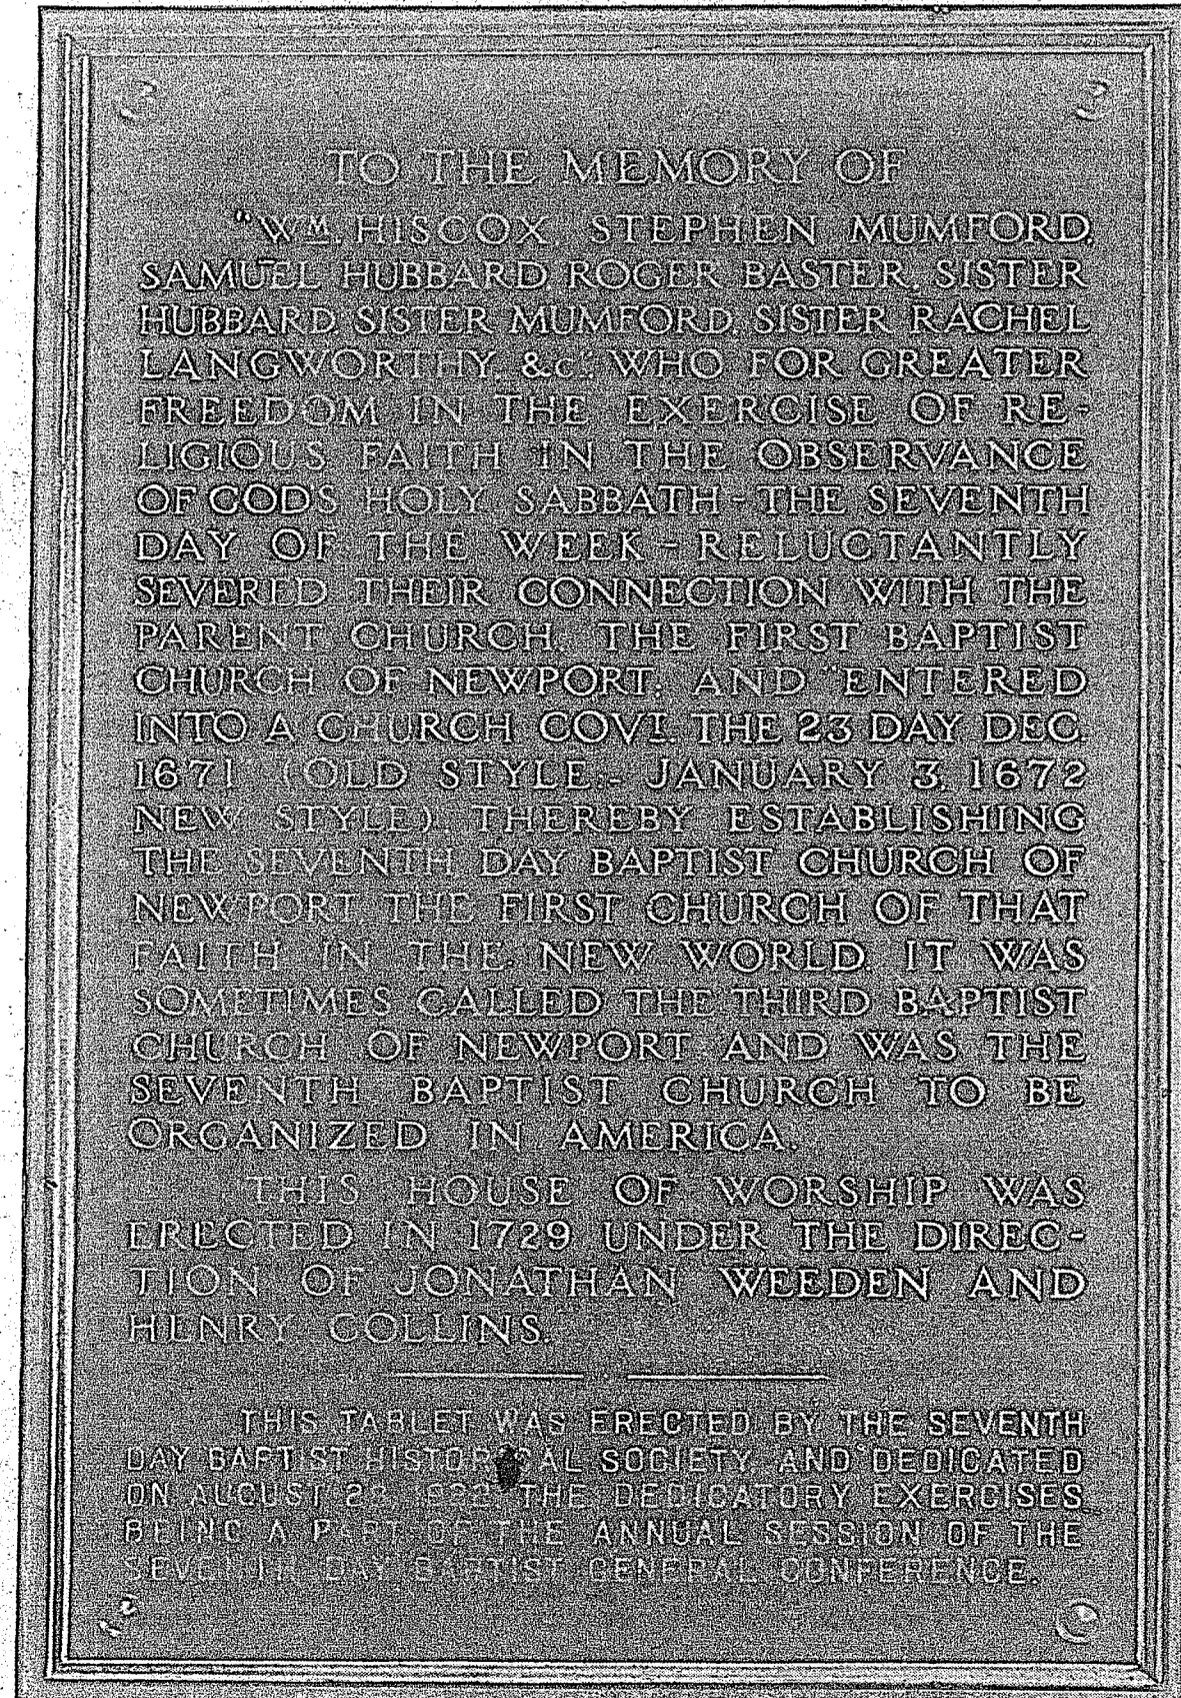 TO THE MEMORY OF
"WM. HISCOX, STEPHEN MUMFORD,
SAMUEL HUBBARD, ROGER BASTER, SISTER
HUBBARD, SISTER MUMFORD, SISTER RACHEL
LANGWORTHY, &c", WHO FOR GREATER
FREEDOM IN THE EXERCISE OF RE-
LIGIOUS FAITH IN THE OBSERVANCE
OF GOD'S HOLY SABBATH - THE SEVENTH
DAY OF THE WEEK - RELUCTANTLY
SEVERED THEIR CONNECTION WITH THE
PARENT CHURCH, THE FIRST BAPTIST
CHURCH OF NEWPORT; AND "ENTERED
INTO A CHURCH COVT. THE 23 DAY DEC.
1671" (OLD STYLE,- JANUARY 3, 1672
NEW STYLE), THEREBY ESTABLISHING
THE SEVENTH DAY BAPTIST CHURCH OF
NEWPORT, THE FIRST CHURCH OF THAT
FAITH IN THE NEW WORLD. IT WAS
SOMETIMES CALLED THE THIRD BAPTIST
CHURCH OF NEWPORT AND WAS THE
SEVENTH BAPTIST CHURCH TO BE
ORGANIZED IN AMERICA.
THIS HOUSE OF WORSHIP WAS
ERECTED IN 1729 UNDER THE DIREC-
TION OF JONATHAN WEEDEN AND
HENRY COLLINS.
THIS TABLET WAS ERECTED BY THE SEVENTH
DAY BAPTIST HISTORICAL SOCIETY, AND DEDICATED
ON AUGUST THE DEDICATORY EXERCISES
BEING A PART OF THE ANNUAL SESSION OF THE
SEVENTH DAY BAPTIST GENERAL CONFERENCE.